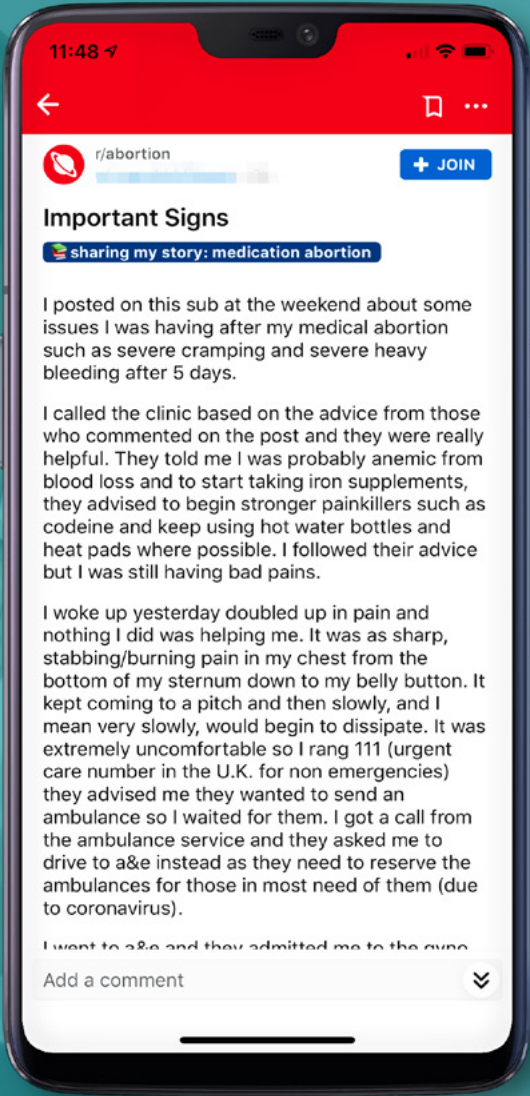 11:48
r/abortion
+ JOIN
Important Signs
sharing my story: medication abortion
I posted on this sub at the weekend about some
issues I was having after my medical abortion
such as severe cramping and severe heavy
bleeding after 5 days.
I called the clinic based on the advice from those
who commented on the post and they were really
helpful. They told me I was probably anemic from
blood loss and to start taking iron supplements,
they advised to begin stronger painkillers such as
codeine and keep using hot water bottles and
heat pads where possible. I followed their advice
but I was still having bad pains.
I woke up yesterday doubled up in pain and
nothing I did was helping me. It was as sharp,
stabbing/burning pain in my chest from the
bottom of my sternum down to my belly button. It
kept coming to a pitch and then slowly, and I
mean very slowly, would begin to dissipate. It was
extremely uncomfortable so I rang 111 (urgent
care number in the U.K. for non emergencies)
they advised me they wanted to send an
ambulance so I waited for them. I got a call from
the ambulance service and they asked me to
drive to a&e instead as they need to reserve the
ambulances for those in most need of them (due
to coronavirus).
I went to a&e and they admitted me to the gyno
Add a comment